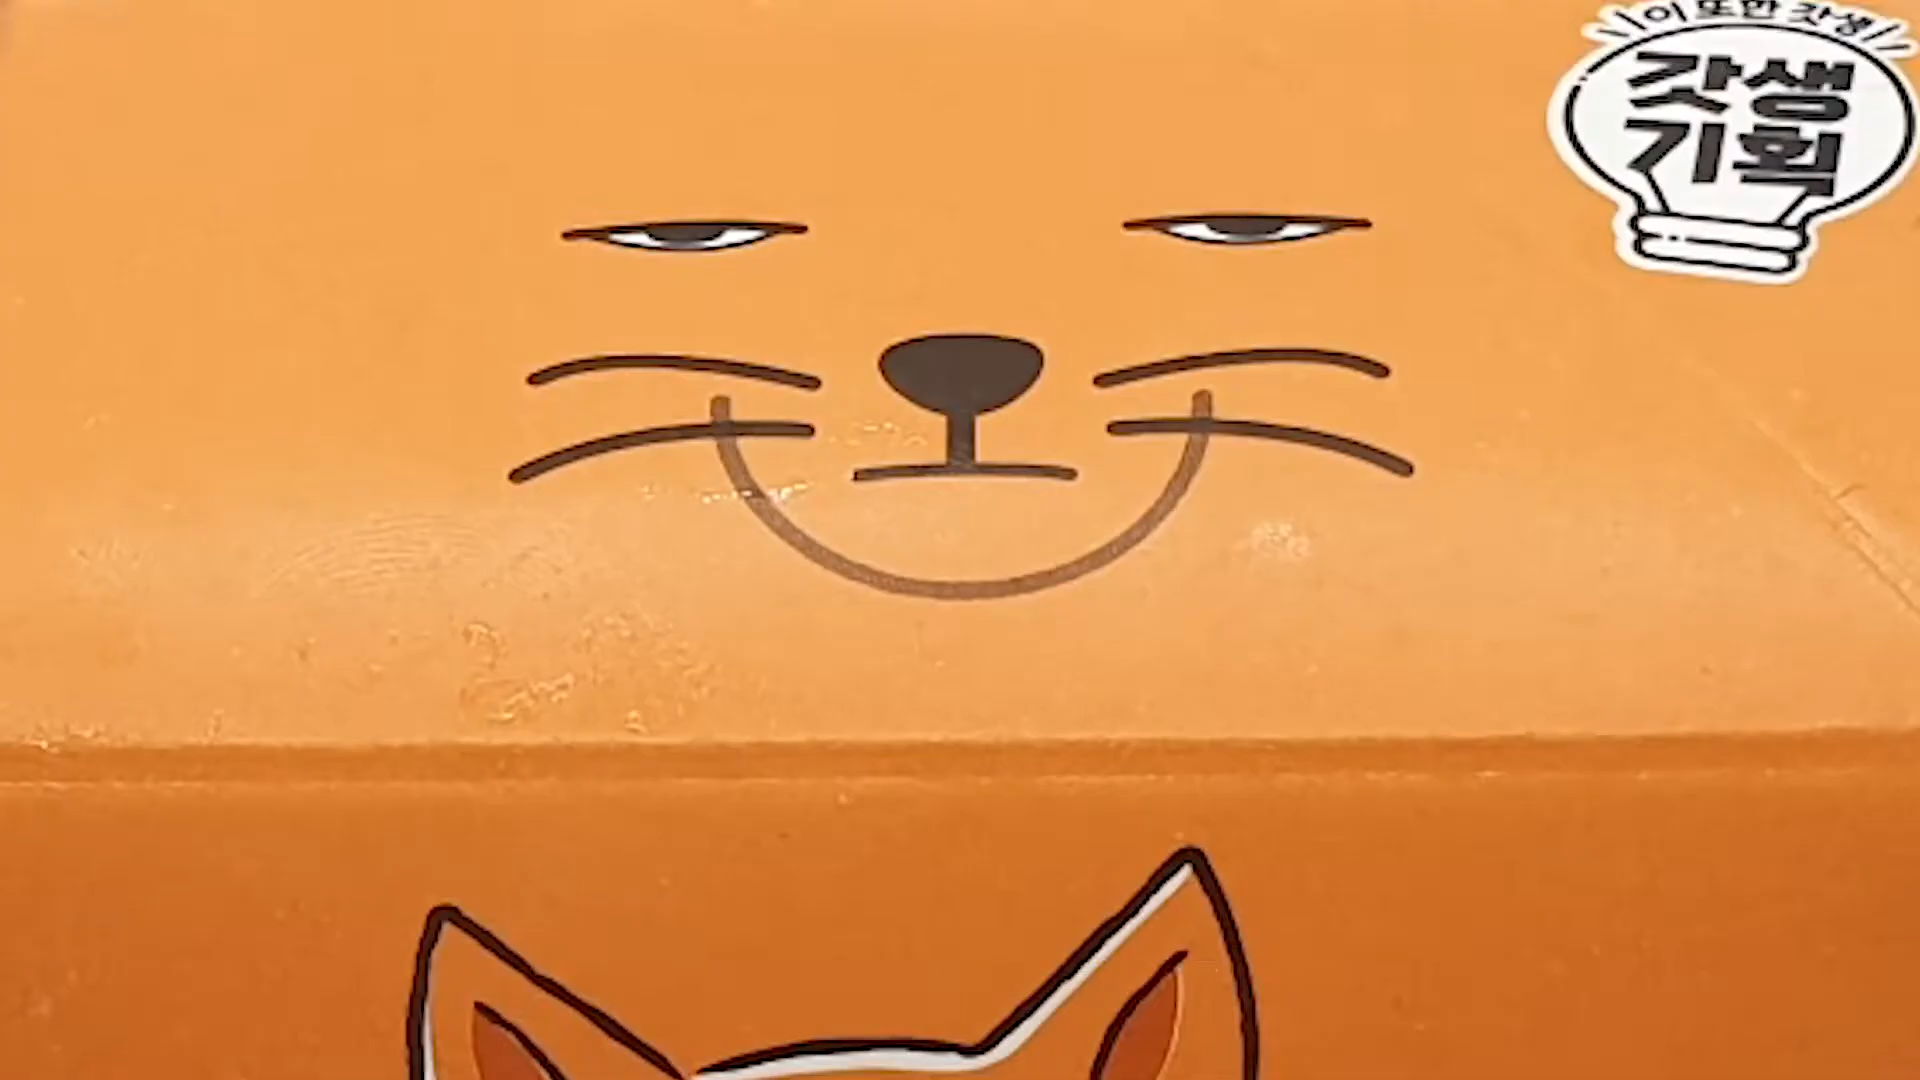 이 또한 갓생
갓생
기획